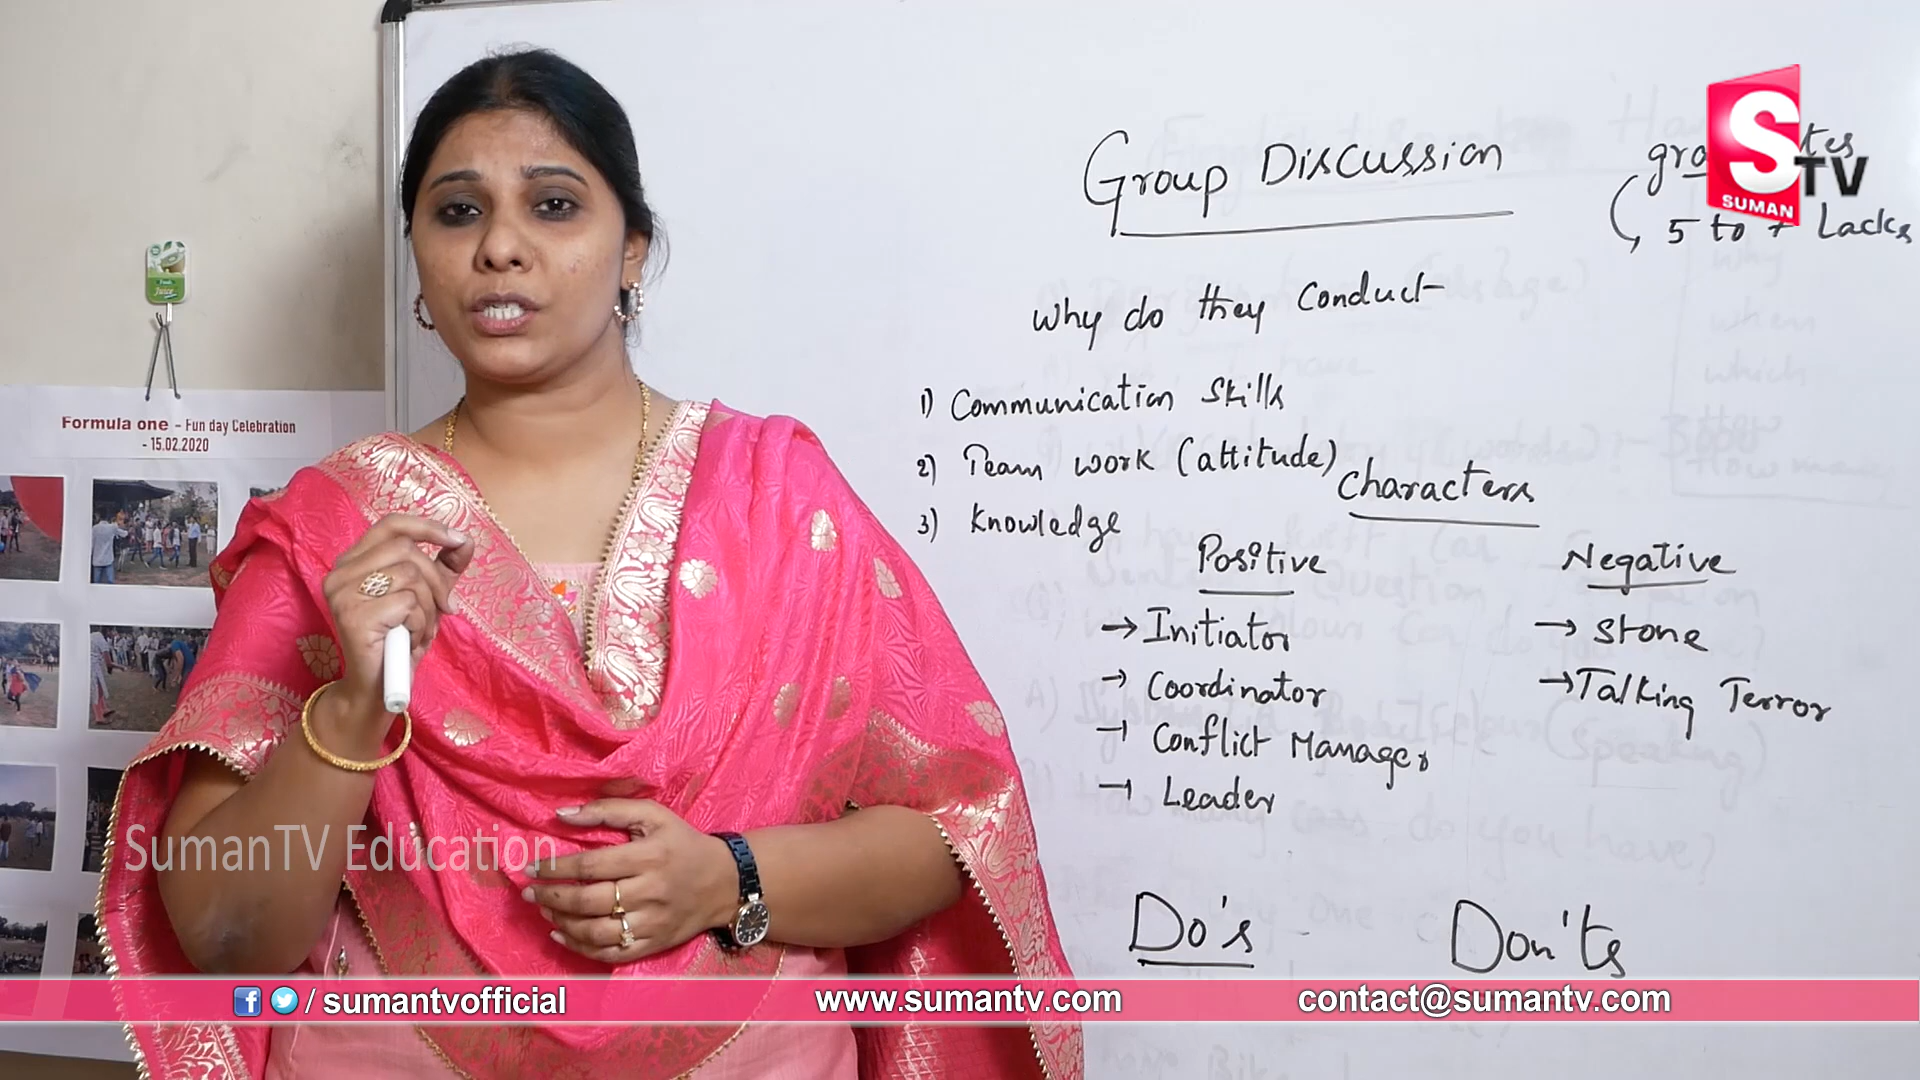 Group Discussion
S
TV
SUMAN
5 to 7 Lacks
Why do they Conduct
1) Communication Skills
2) Team work (attitude)
3) Knowledge
Characters
Positive
→ Initiator
→ Coordinator
→ Conflict Manager
→ Leader
Negative
→ Stone
→ Talking Terror
Do's
Don'ts
Formula one - Fun day Celebration
- 15.02.2020
SumanTV Education
/ sumantvofficial
www.sumantv.com
contact@sumantv.com